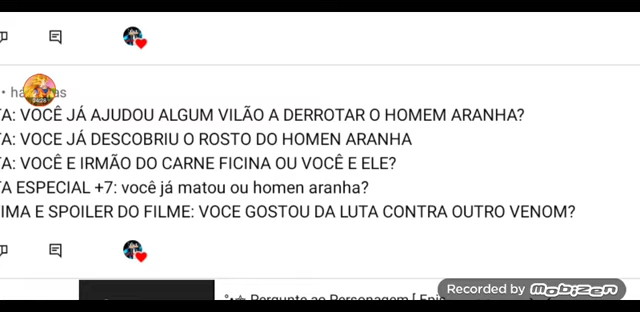 TA: VOCÊ JÁ AJUDOU ALGUM VILÃO A DERROTAR O HOMEM ARANHA?
TA: VOCE JÁ DESCOBRIU O ROSTO DO HOMEN ARANHA
TA: VOCÊ E IRMÃO DO CARNE FICINA OU VOCÊ E ELE?
TA ESPECIAL +7: você já matou ou homen aranha?
IMA E SPOILER DO FILME: VOCE GOSTOU DA LUTA CONTRA OUTRO VENOM?
Pergunte ao Personagem [ Epis
Recorded by Mobizen